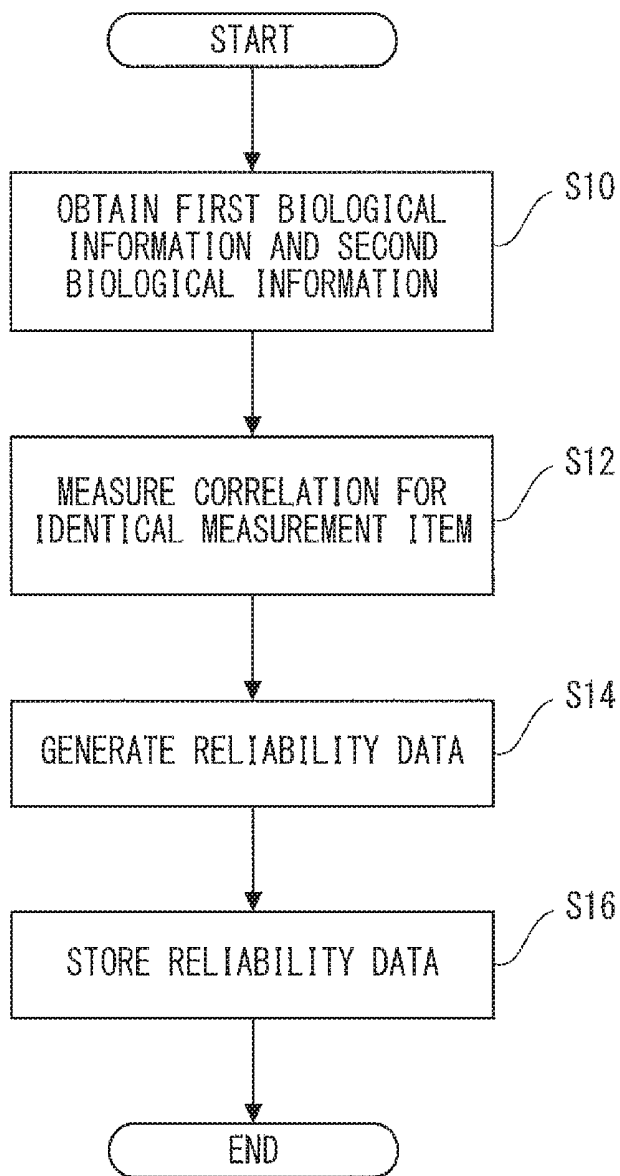 START
OBTAIN FIRST BIOLOGICAL
INFORMATION AND SECOND
BIOLOGICAL INFORMATION
S10
MEASURE CORRELATION FOR
IDENTICAL MEASUREMENT ITEM
S12
GENERATE RELIABILITY DATA
S14
STORE RELIABILITY DATA
S16
END